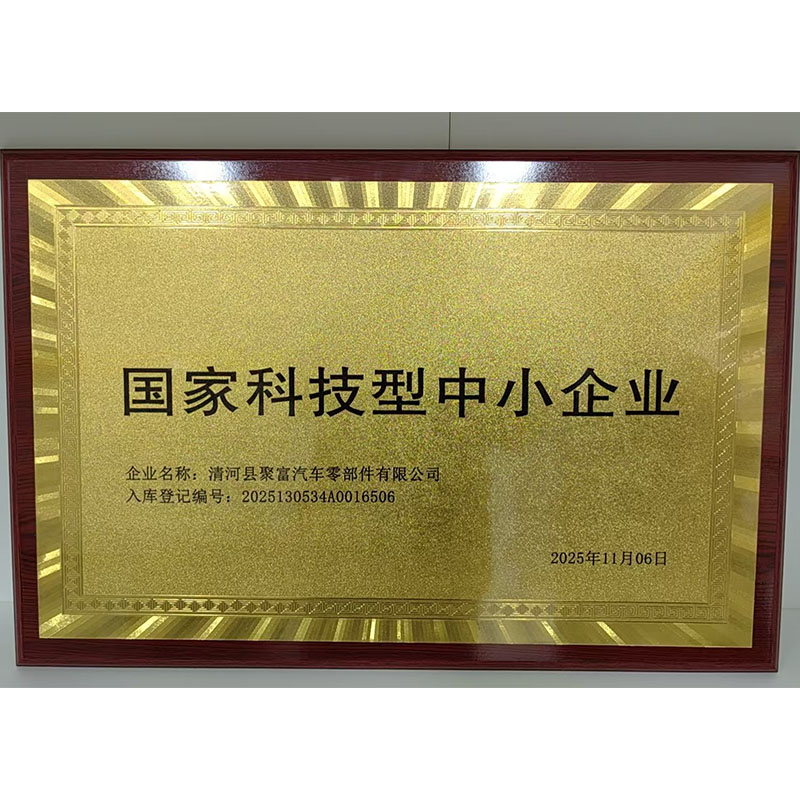 国家科技型中小企业
企业名称：清河县聚富汽车零部件有限公司
入库登记编号：2025130534A0016506
2025年11月06日